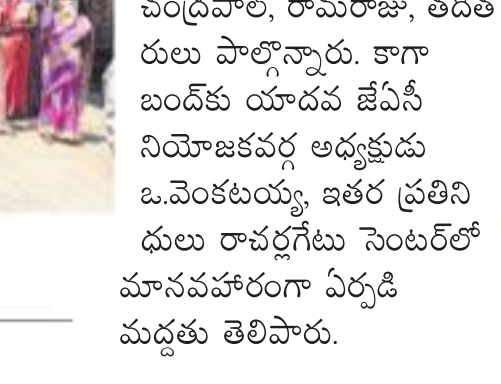 చంద్రపాల్, రామరాజు, తదిత
రులు పాల్గొన్నారు. కాగా
బంద్‌కు యాదవ జేఏసీ
నియోజకవర్గ అధ్యక్షుడు
ఒ.వెంకటయ్య, ఇతర ప్రతిని
ధులు రాచర్లగేటు సెంటర్‌లో
మానవహారంగా ఏర్పడి
మద్దతు తెలిపారు.